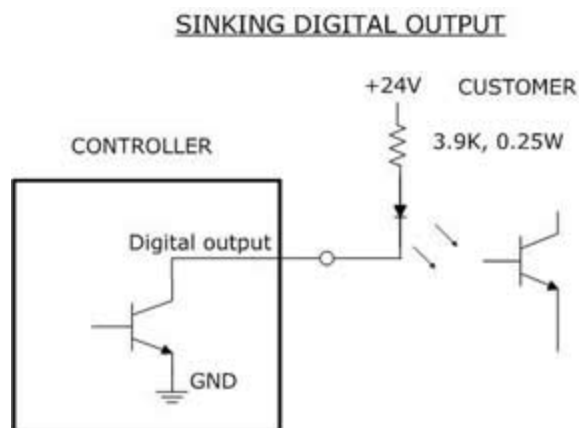 SINKING DIGITAL OUTPUT
+24V CUSTOMER
3.9K, 0.25W
CONTROLLER
Digital output
GND